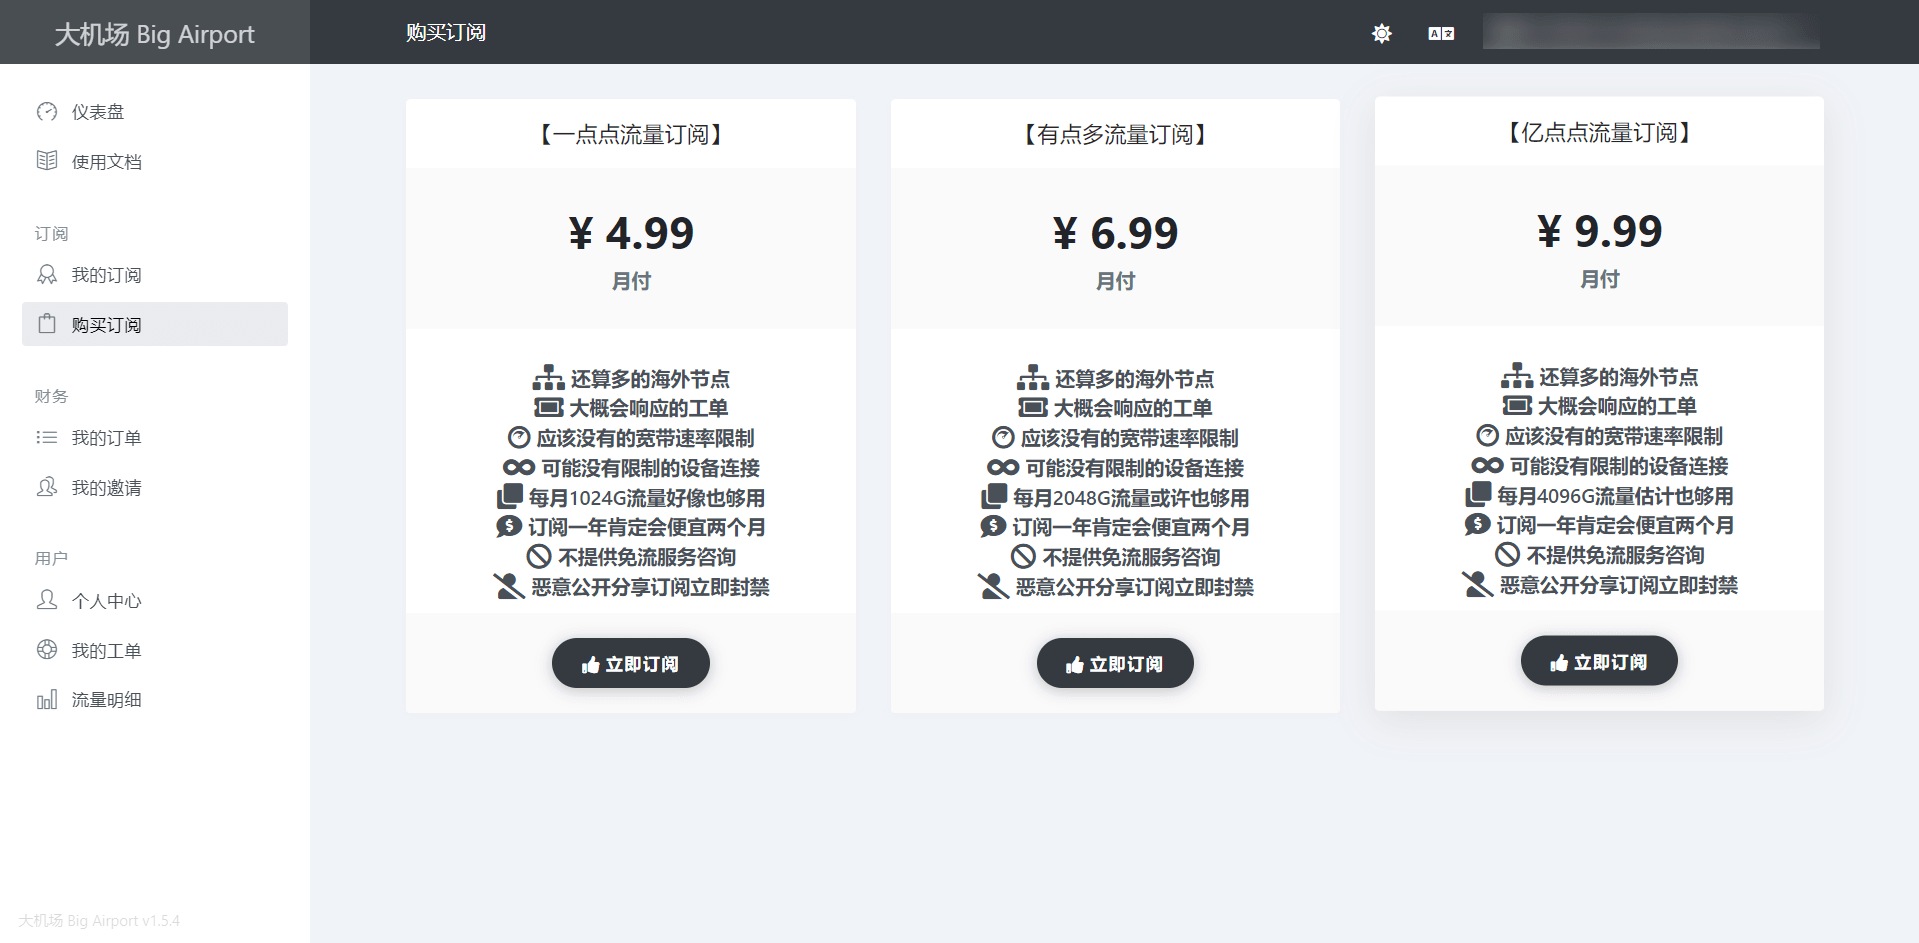 大机场 Big Airport
购买订阅
仪表盘
使用文档
订阅
我的订阅
购买订阅
财务
我的订单
我的邀请
用户
个人中心
我的工单
流量明细
大机场 Big Airport v1.5.4
【一点点流量订阅】
¥ 4.99
月付
还算多的海外节点
大概会响应的工单
应该没有的宽带速率限制
可能没有限制的设备连接
每月1024G流量好像也够用
订阅一年肯定会便宜两个月
不提供免流服务咨询
恶意公开分享订阅立即封禁
立即订阅
【有点多流量订阅】
¥ 6.99
月付
还算多的海外节点
大概会响应的工单
应该没有的宽带速率限制
可能没有限制的设备连接
每月2048G流量或许也够用
订阅一年肯定会便宜两个月
不提供免流服务咨询
恶意公开分享订阅立即封禁
立即订阅
【亿点点流量订阅】
¥ 9.99
月付
还算多的海外节点
大概会响应的工单
应该没有的宽带速率限制
可能没有限制的设备连接
每月4096G流量估计也够用
订阅一年肯定会便宜两个月
不提供免流服务咨询
恶意公开分享订阅立即封禁
立即订阅